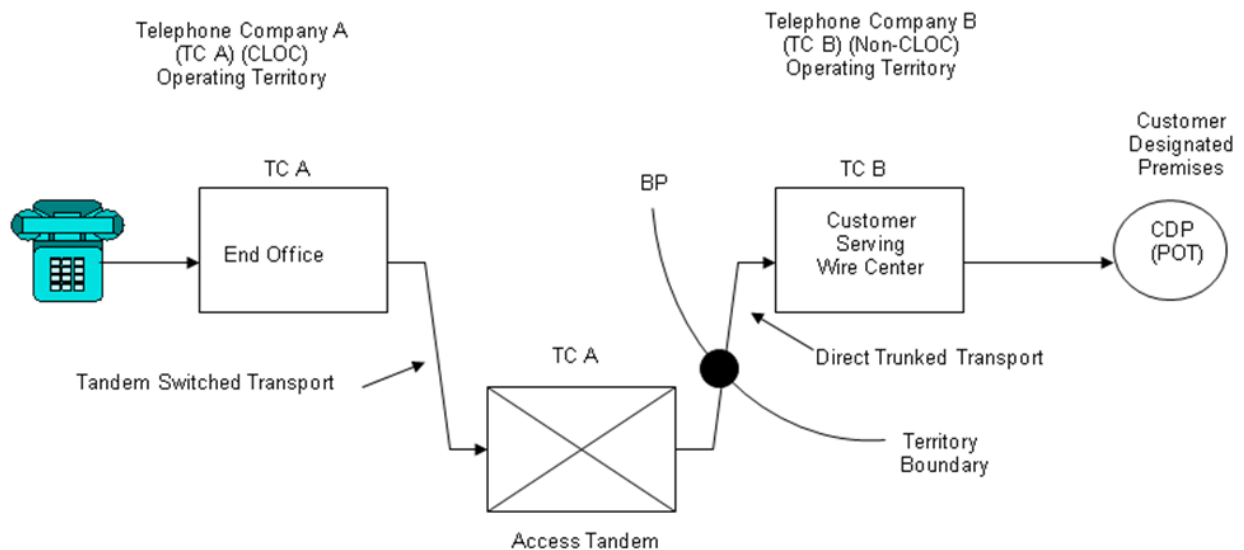 Telephone Company A
(TC A) (CLOC)
Operating Territory
Telephone Company B
(TC B) (Non-CLOC)
Operating Territory
Customer
Designated
Premises
TC A
BP
TC B
End Office
Customer
Serving
Wire Center
CDP
(POT)
Tandem Switched Transport
TC A
Direct Trunked Transport
Territory
Boundary
Access Tandem